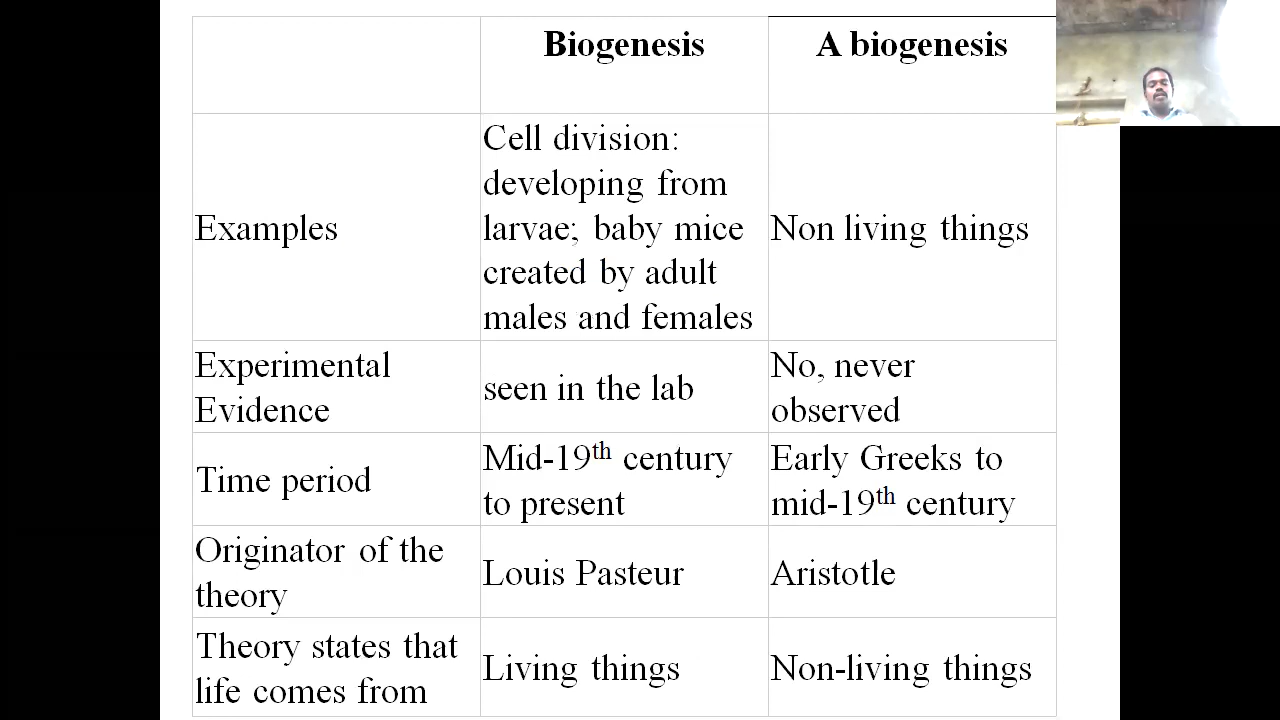 Biogenesis
A biogenesis
Examples
Cell division:
developing from
larvae; baby mice
created by adult
males and females
Non living things
Experimental
Evidence
seen in the lab
No, never
observed
Time period
Mid-19th century
to present
Early Greeks to
mid-19th century
Originator of the
theory
Louis Pasteur
Aristotle
Theory states that
life comes from
Living things
Non-living things